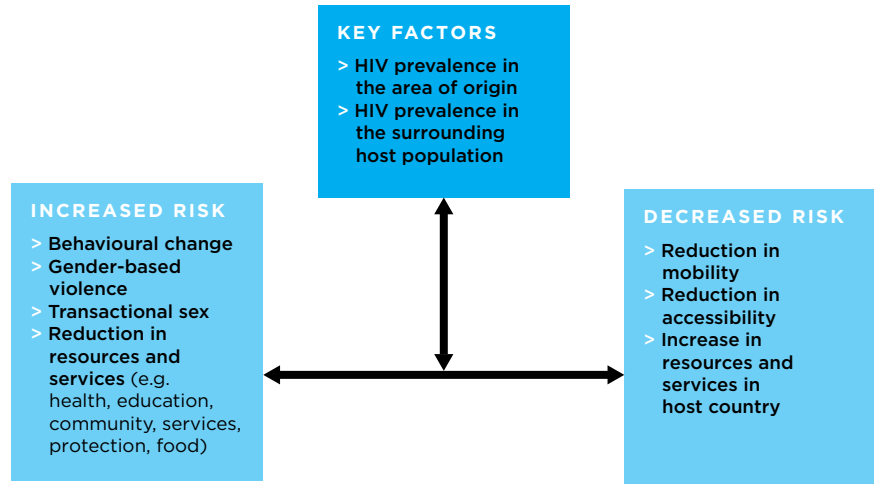 KEY FACTORS
> HIV prevalence in
the area of origin
> HIV prevalence in
the surrounding
host population
INCREASED RISK
> Behavioural change
> Gender-based
violence
> Transactional sex
> Reduction in
resources and
services (e.g.
health, education,
community, services,
protection, food)
DECREASED RISK
> Reduction in
mobility
> Reduction in
accessibility
> Increase in
resources and
services in
host country